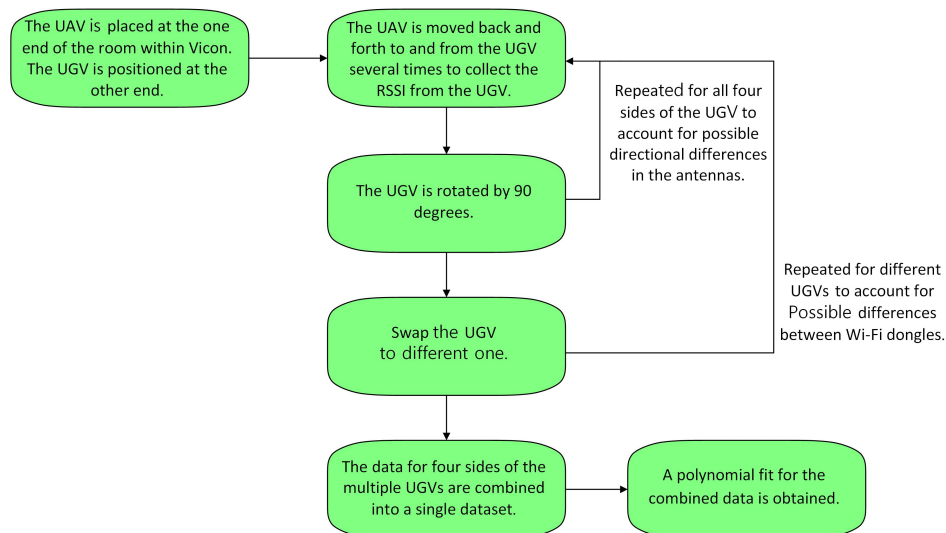 The UAV is placed at the one
end of the room within Vicon.
The UGV is positioned at the
other end.
The UAV is moved back and
forth to and from the UGV
several times to collect the
RSSI from the UGV.
Repeated for all four
sides of the UGV to
account for possible
directional differences
in the antennas.
The UGV is rotated by 90
degrees.
Repeated for different
UGVs to account for
Possible differences
between Wi-Fi dongles.
Swap the UGV
to different one.
The data for four sides of the
multiple UGVs are combined
into a single dataset.
A polynomial fit for the
combined data is obtained.